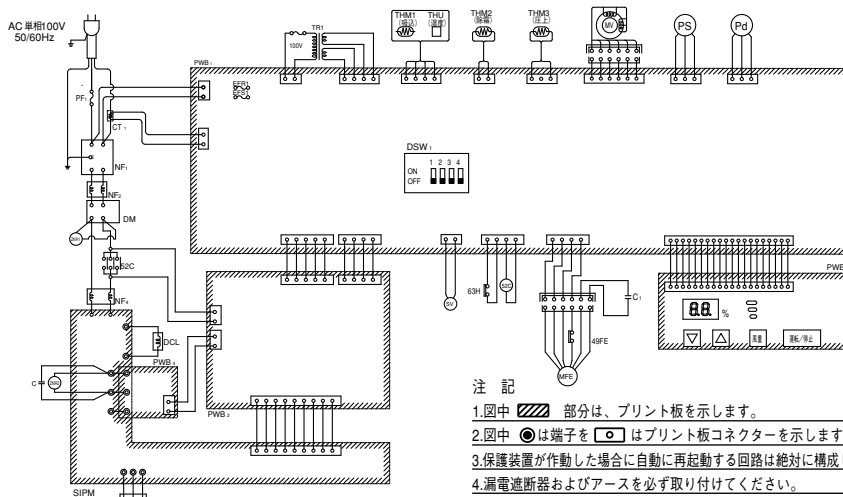 AC 単相100V
50/60Hz
PF₁
CT₁
NF₁
NF₂
DM
ZNR1
52C
NF₄
DCL
PWB₄
C
ZNR2
SIPM
PWB₁
EFR1
EFS1
100V
TR1
THM1
(吸込)
THU
(湿度)
THM2
(除霜)
THM3
(圧上)
MV
PS
Pd
DSW₁
1 2 3 4
ON
OFF
PWB₂
SV
63H
52C
C₁
49FE
MFE
PWB
88
%
風量
運転/停止
注 記
1.図中 部分は、プリント板を示します。
2.図中 は端子を はプリント板コネクターを示します
3.保護装置が作動した場合に自動に再起動する回路は絶対に構成し
4.漏電遮断器およびアースを必ず取り付けてください。